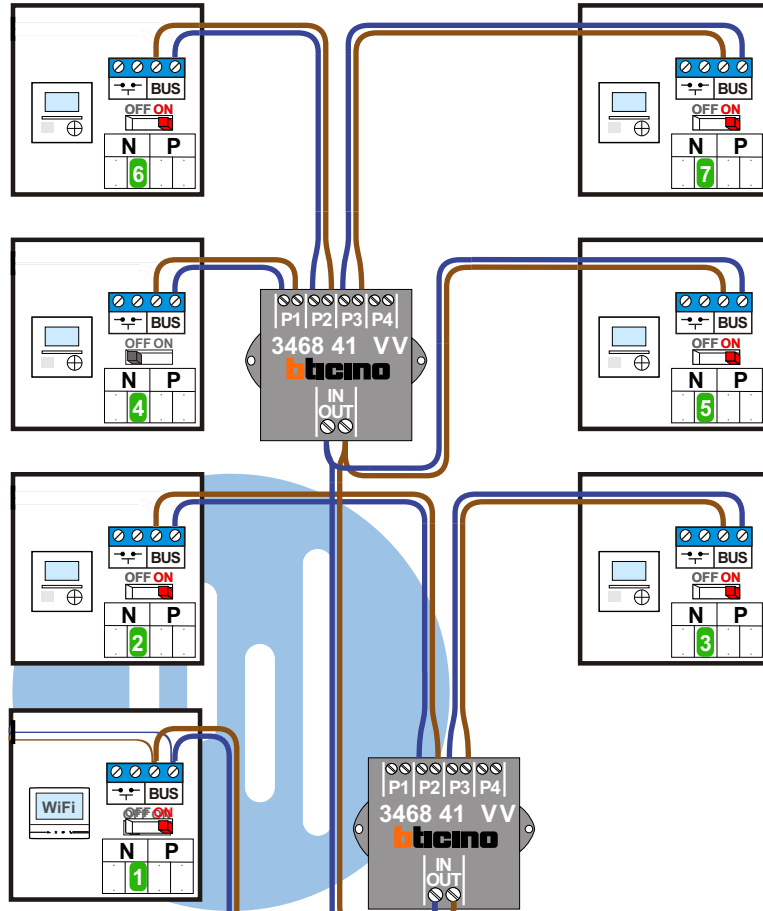 BUS
OFF ON
N P
6
BUS
OFF ON
N P
7
BUS
OFF ON
N P
4
P1 P2 P3 P4
3468 41 VV
bticino
IN
OUT
BUS
OFF ON
N P
5
BUS
OFF ON
N P
2
BUS
OFF ON
N P
3
WiFi
BUS
OFF ON
N P
1
P1 P2 P3 P4
3468 41 VV
bticino
IN
OUT